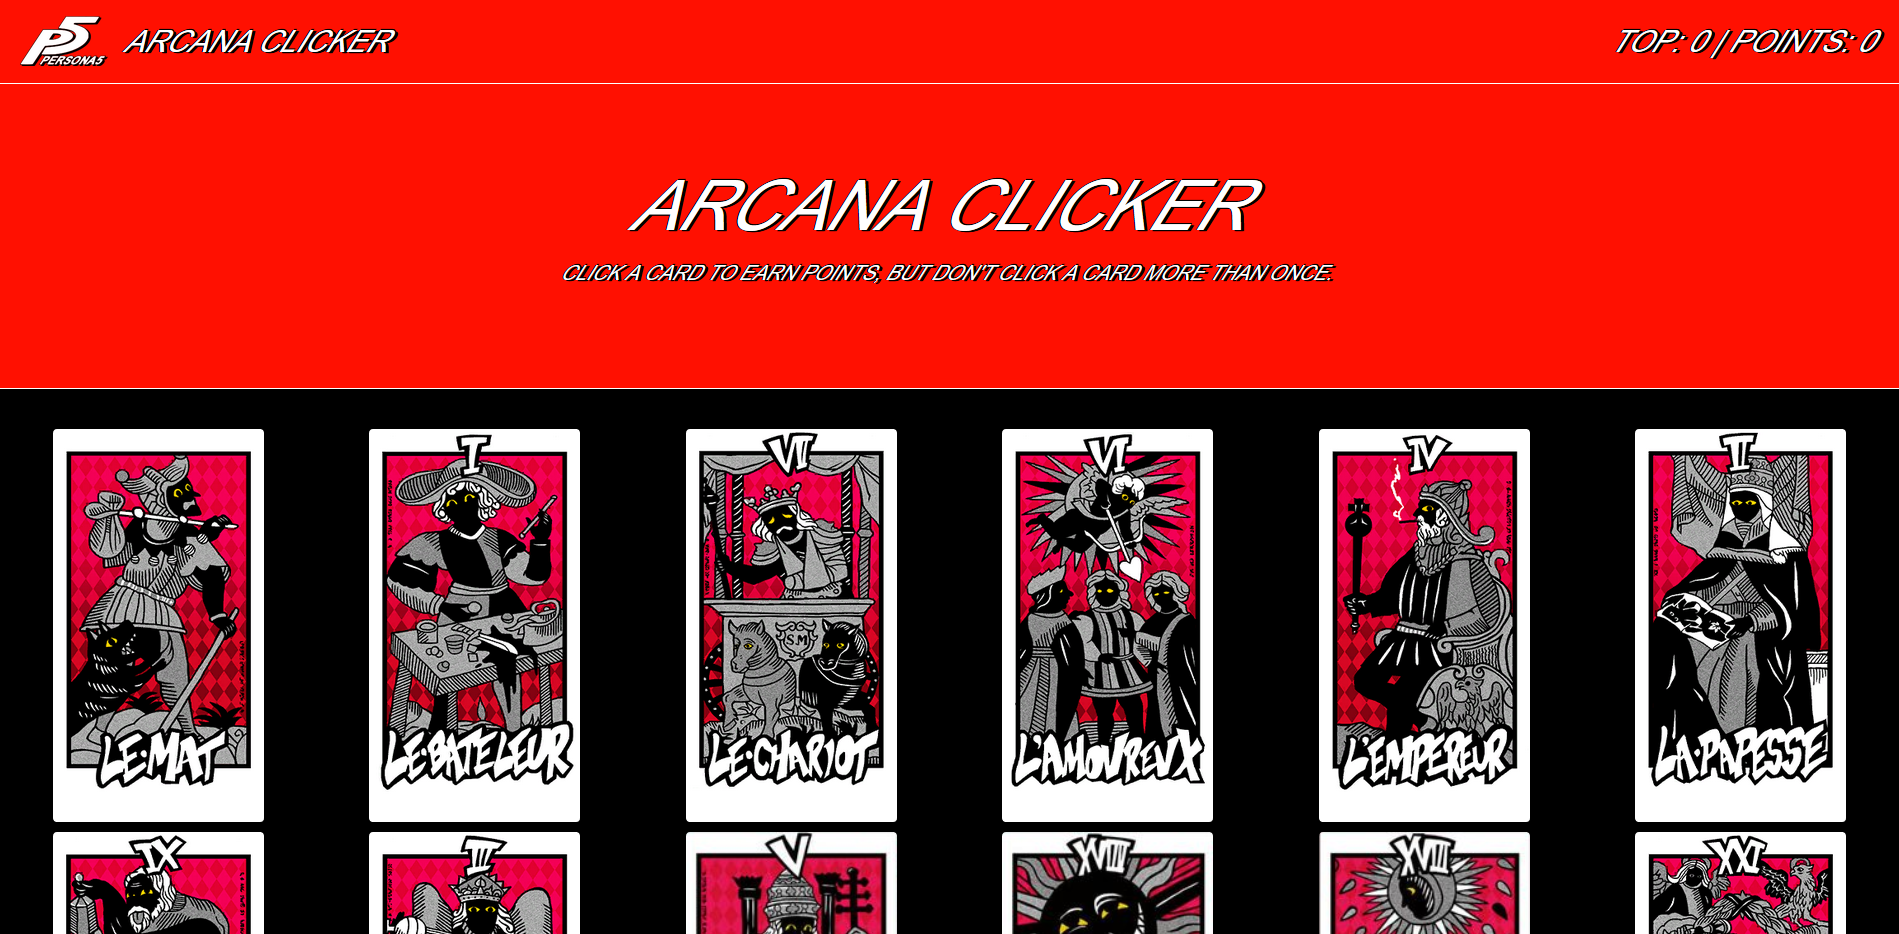 P5
PERSONA5
ARCANA CLICKER
TOP: 0 | POINTS: 0
ARCANA CLICKER
CLICK A CARD TO EARN POINTS, BUT DON'T CLICK A CARD MORE THAN ONCE.
I
VII
VI
IV
II
S.M
LE·MAT
LE·BATELEUR
LE·CHARIOT
L'AMOUREUX
L'EMPEREUR
LA·PAPESSE
IX
III
V
XVIIII
XVIII
XXI